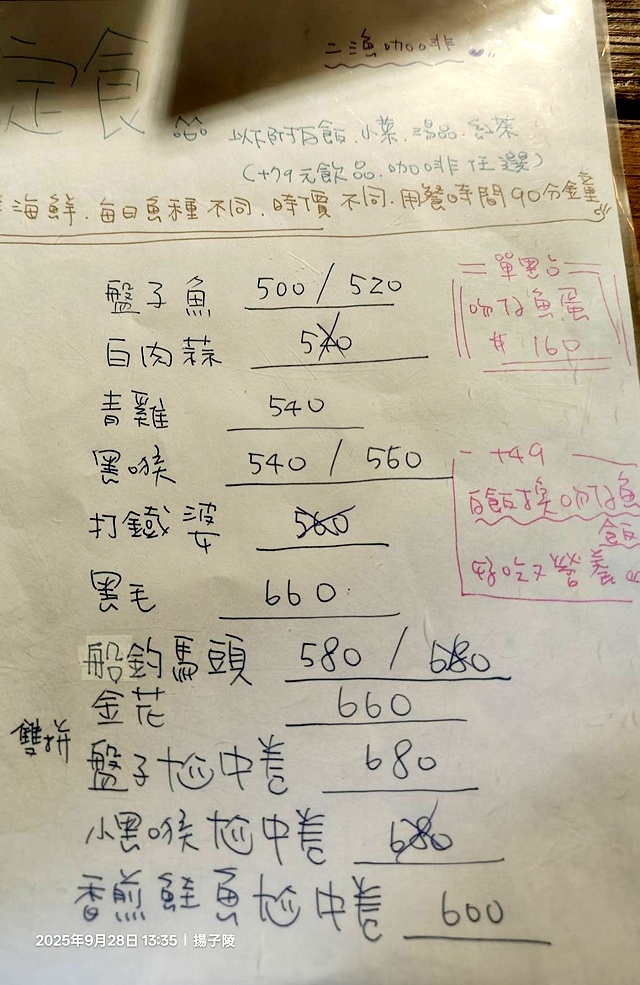 定食
二漁咖啡
以下附白飯.小菜.湯品.紅茶
(+79元飲品.咖啡任選)
海鮮.每日魚種不同.時價不同.用餐時間90分鐘
單點
吻仔魚蛋
$160
盤子魚 500/520
白肉蒜 540
青雞 540
黑喉 540/560
打鐵婆 560
黑毛 660
+49
白飯換吻仔魚飯
好吃又營養
船釣馬頭 580/680
金花 660
雙拼
盤子尬中卷 680
小黑喉尬中卷 680
香煎鮭魚尬中卷 600
2025年9月28日 13:35 | 揚子陵